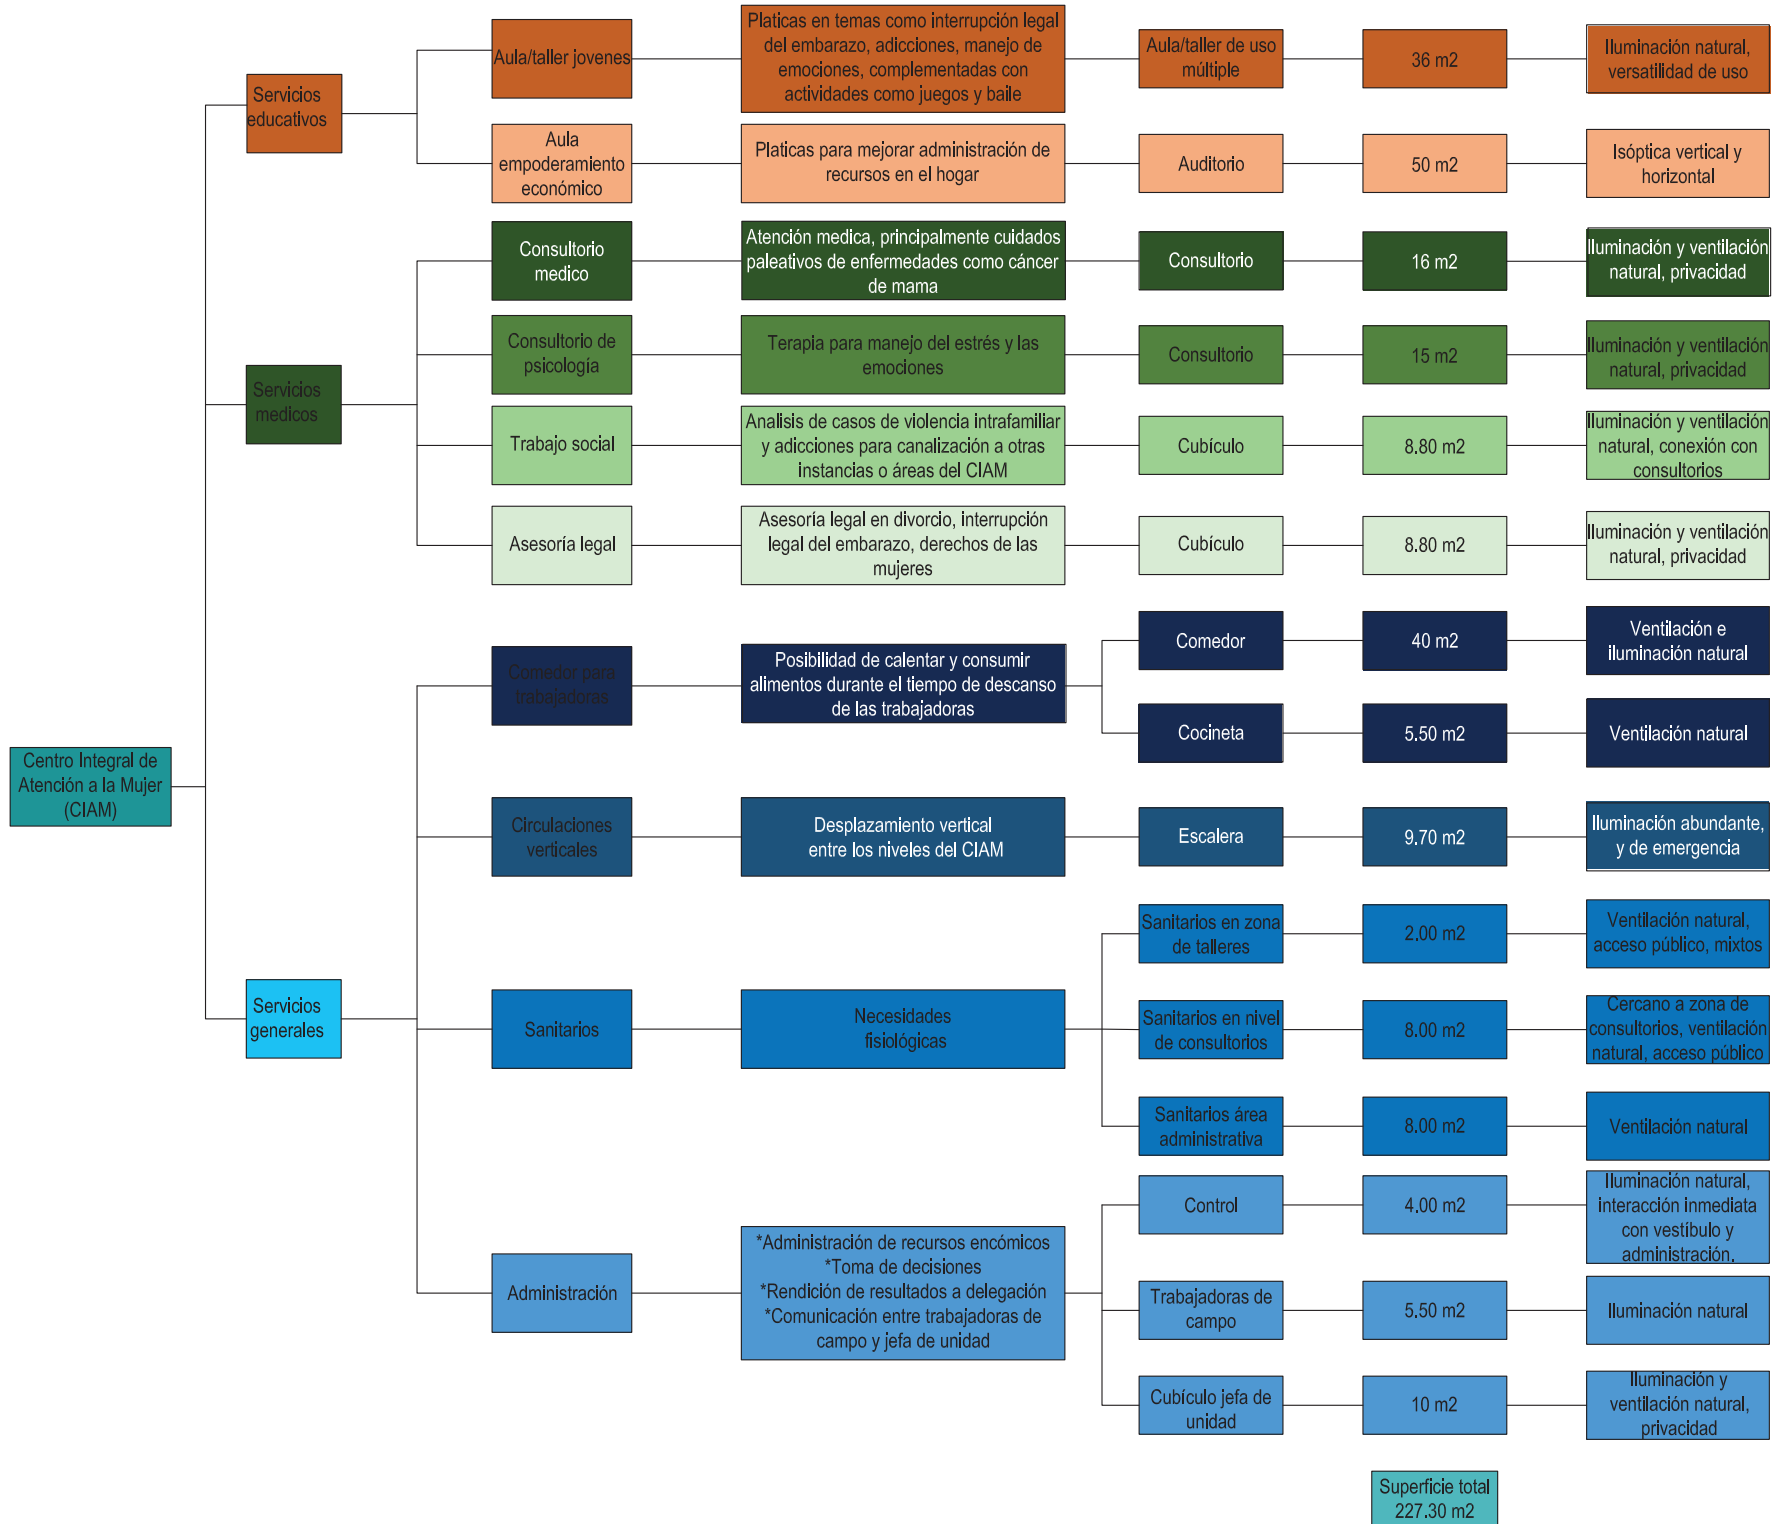 Centro Integral de
Atención a la Mujer
(CIAM)
Servicios
educativos
Aula/taller jovenes
Platicas en temas como interrupción legal
del embarazo, adicciones, manejo de
emociones, complementadas con
actividades como juegos y baile
Aula/taller de uso
múltiple
36 m2
Iluminación natural,
versatilidad de uso
Aula
empoderamiento
económico
Platicas para mejorar administración de
recursos en el hogar
Auditorio
50 m2
Isóptica vertical y
horizontal
Servicios
medicos
Consultorio
medico
Atención medica, principalmente cuidados
paleativos de enfermedades como cáncer
de mama
Consultorio
16 m2
Iluminación y ventilación
natural, privacidad
Consultorio de
psicología
Terapia para manejo del estrés y las
emociones
Consultorio
15 m2
Iluminación y ventilación
natural, privacidad
Trabajo social
Analisis de casos de violencia intrafamiliar
y adicciones para canalización a otras
instancias o áreas del CIAM
Cubículo
8.80 m2
Iluminación y ventilación
natural, conexión con
consultorios
Asesoría legal
Asesoría legal en divorcio, interrupción
legal del embarazo, derechos de las
mujeres
Cubículo
8.80 m2
Iluminación y ventilación
natural, privacidad
Servicios
generales
Comedor para
trabajadoras
Posibilidad de calentar y consumir
alimentos durante el tiempo de descanso
de las trabajadoras
Comedor
40 m2
Ventilación e
iluminación natural
Cocineta
5.50 m2
Ventilación natural
Circulaciones
verticales
Desplazamiento vertical
entre los niveles del CIAM
Escalera
9.70 m2
Iluminación abundante,
y de emergencia
Sanitarios
Necesidades
fisiológicas
Sanitarios en zona
de talleres
2.00 m2
Ventilación natural,
acceso público, mixtos
Sanitarios en nivel
de consultorios
8.00 m2
Cercano a zona de
consultorios, ventilación
natural, acceso público
Sanitarios área
administrativa
8.00 m2
Ventilación natural
Administración
*Administración de recursos encómicos
*Toma de decisiones
*Rendición de resultados a delegación
*Comunicación entre trabajadoras de
campo y jefa de unidad
Control
4.00 m2
Iluminación natural,
interacción inmediata
con vestíbulo y
administración,
Trabajadoras de
campo
5.50 m2
Iluminación natural
Cubículo jefa de
unidad
10 m2
Iluminación y
ventilación natural,
privacidad
Superficie total
227.30 m2